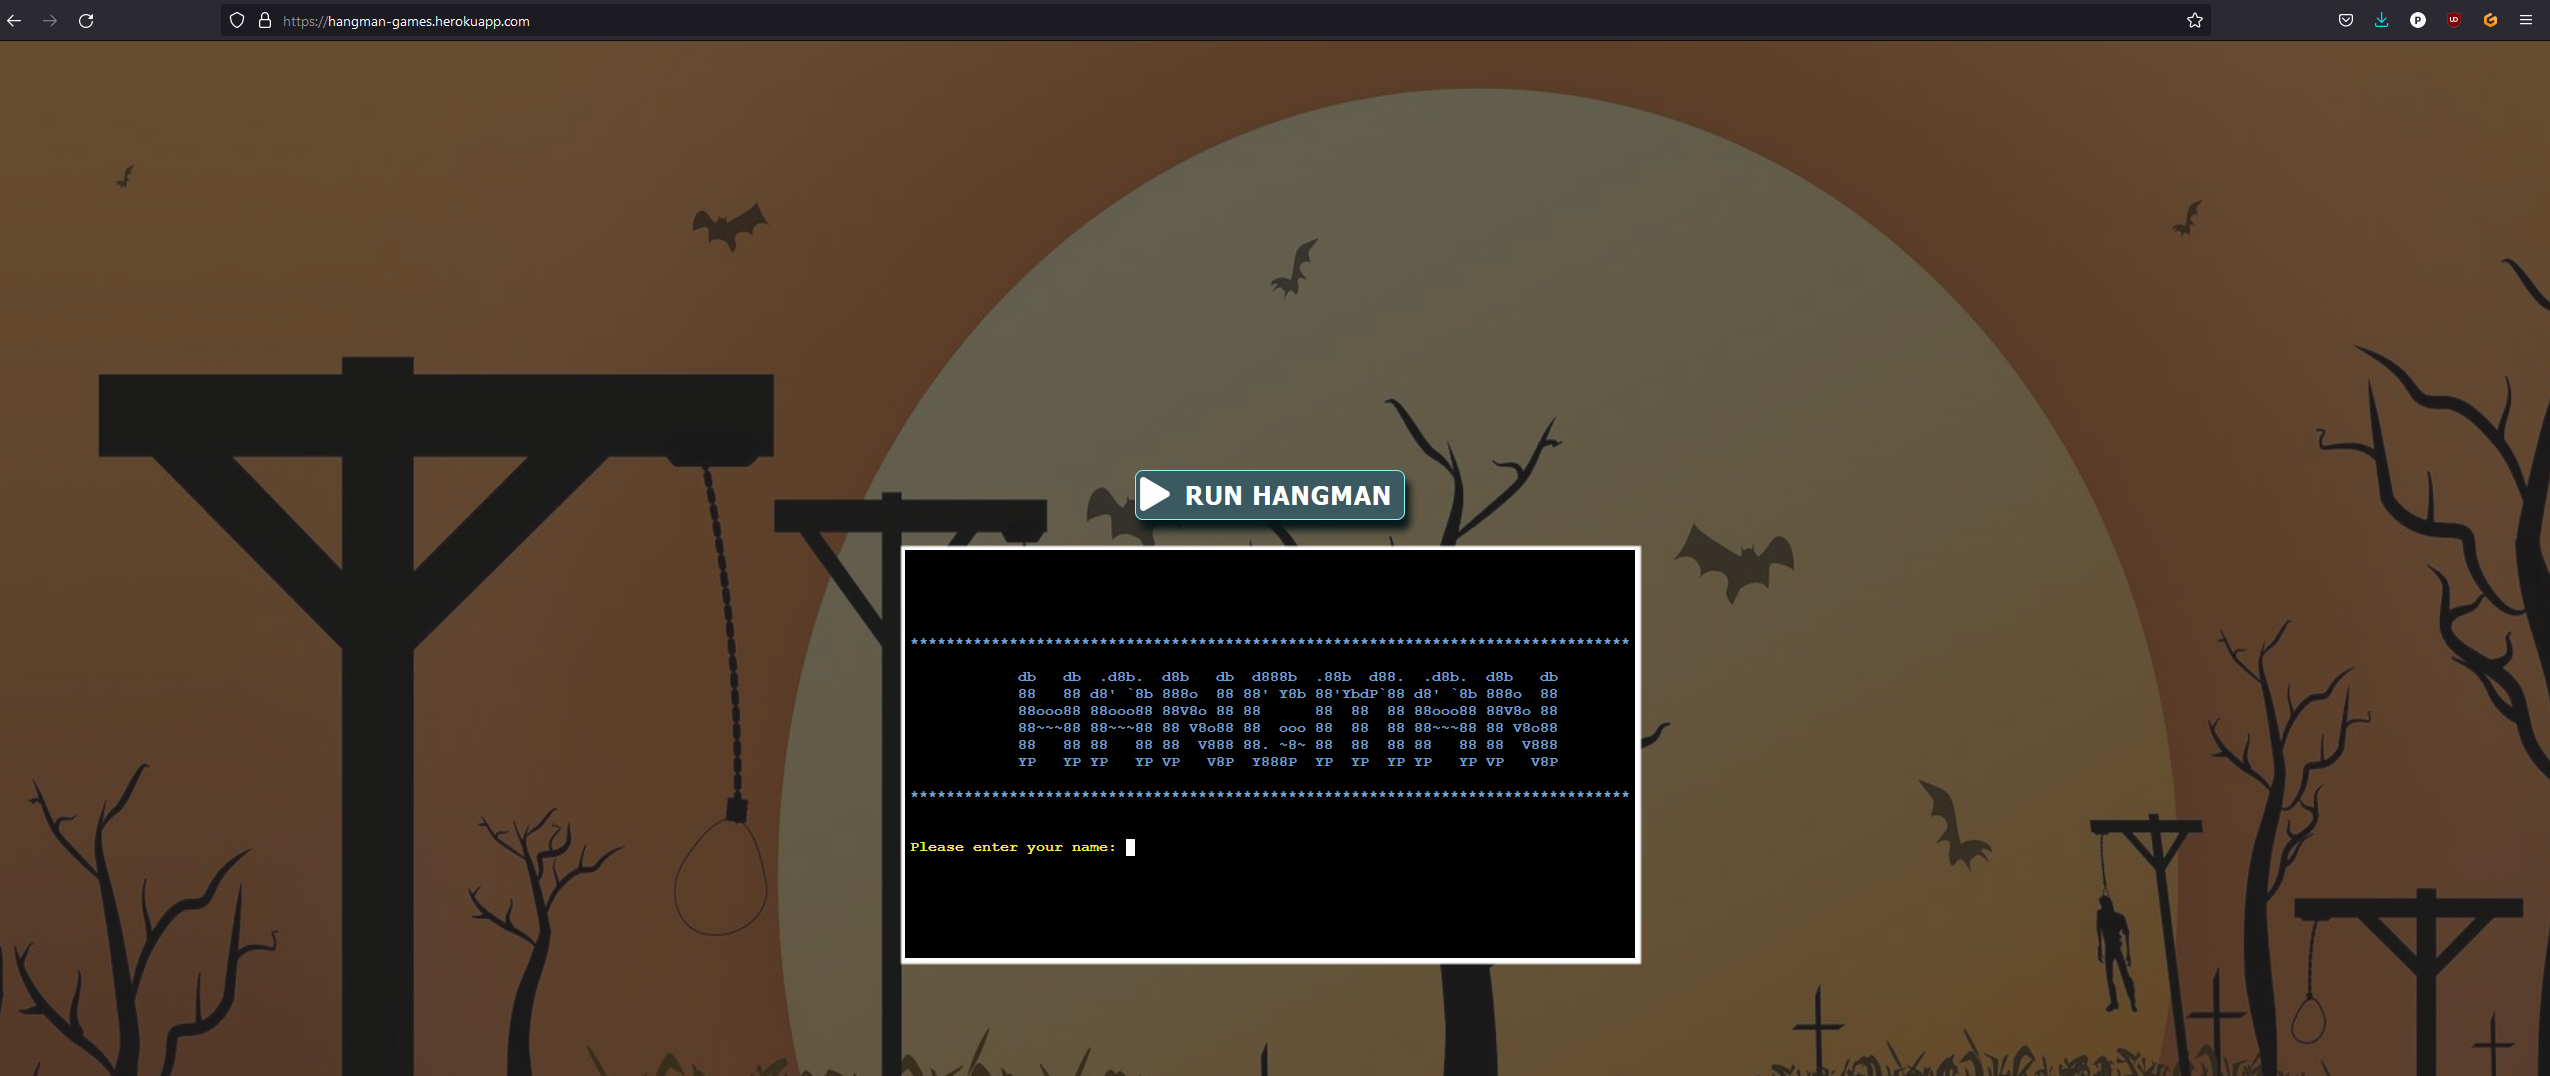 https://hangman-games.herokuapp.com
RUN HANGMAN
********************************************************************************
db   db  .d8b.  d8b   db  d888b  .88b  d88.  .d8b.  d8b   db
88   88 d8' `8b 888o  88 88' Y8b 88'YbdP`88 d8' `8b 888o  88
88ooo88 88ooo88 88V8o 88 88      88  88  88 88ooo88 88V8o 88
88~~~88 88~~~88 88 V8o88 88  ooo 88  88  88 88~~~88 88 V8o88
88   88 88   88 88  V888 88. ~8~ 88  88  88 88   88 88  V888
YP   YP YP   YP VP   V8P  Y888P  YP  YP  YP YP   YP VP   V8P
********************************************************************************
Please enter your name: